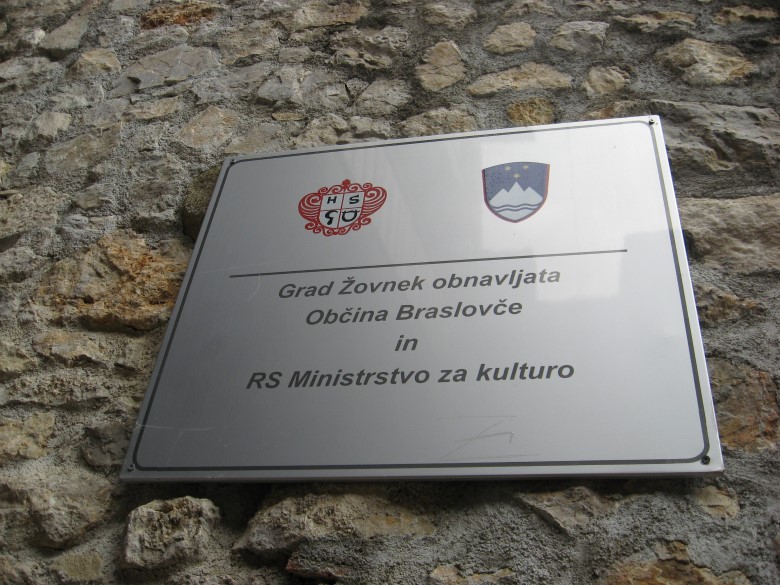 H S
Grad Žovnek obnavljata
Občina Braslovče
in
RS Ministrstvo za kulturo